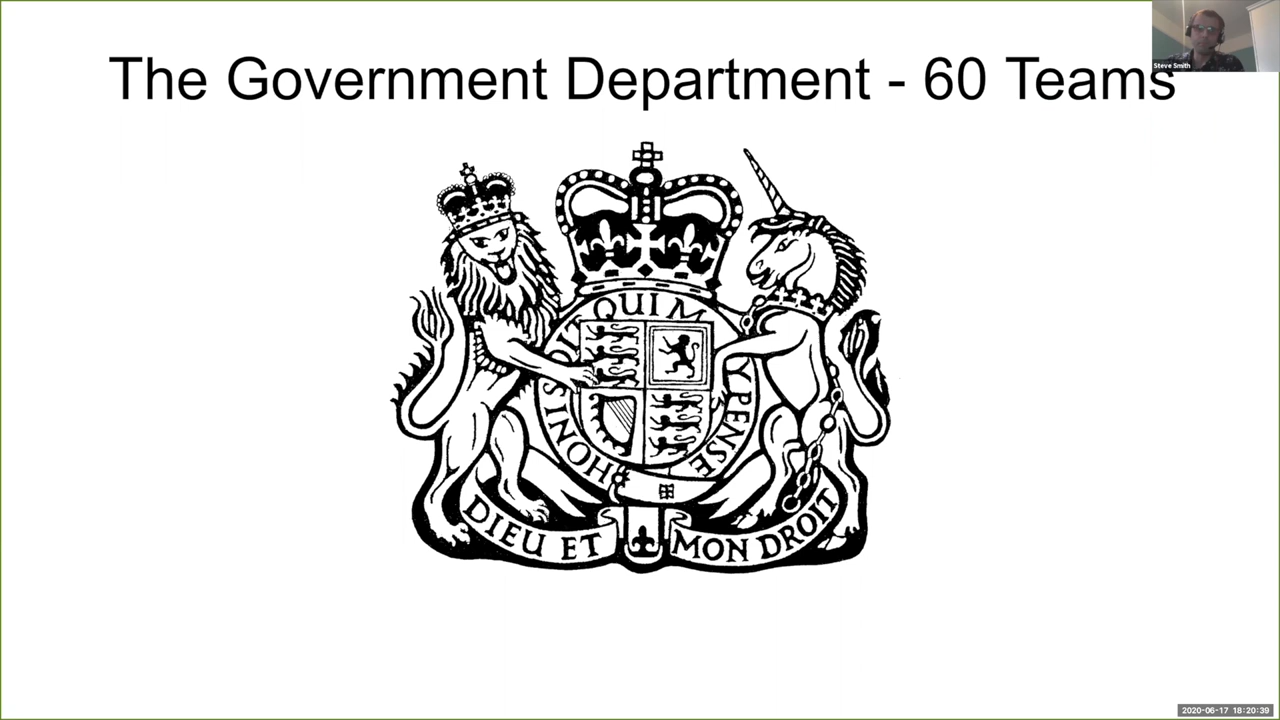 The Government Department - 60 Teams
Steve Smith
QUI M
Y PENSE
HONI SOIT
DIEU ET MON DROIT
2020-06-17 18:20:39